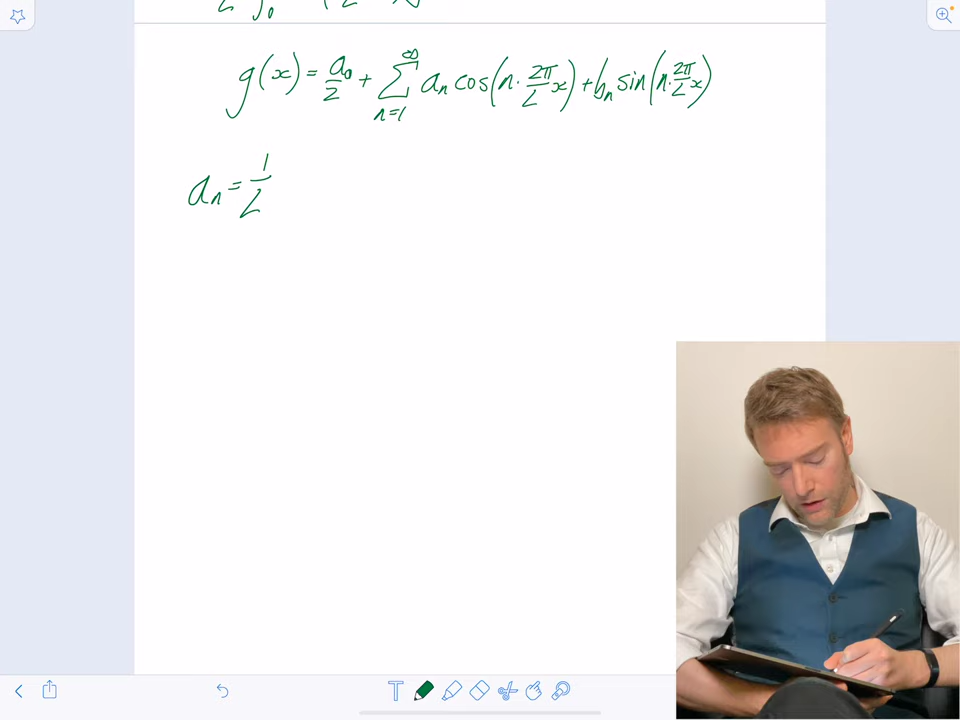 g(x) = a₀/2 + ∑_{n=1}^{∞} aₙ cos(n · 2π/L x) + bₙ sin(n · 2π/L x)
aₙ = 1/L
T